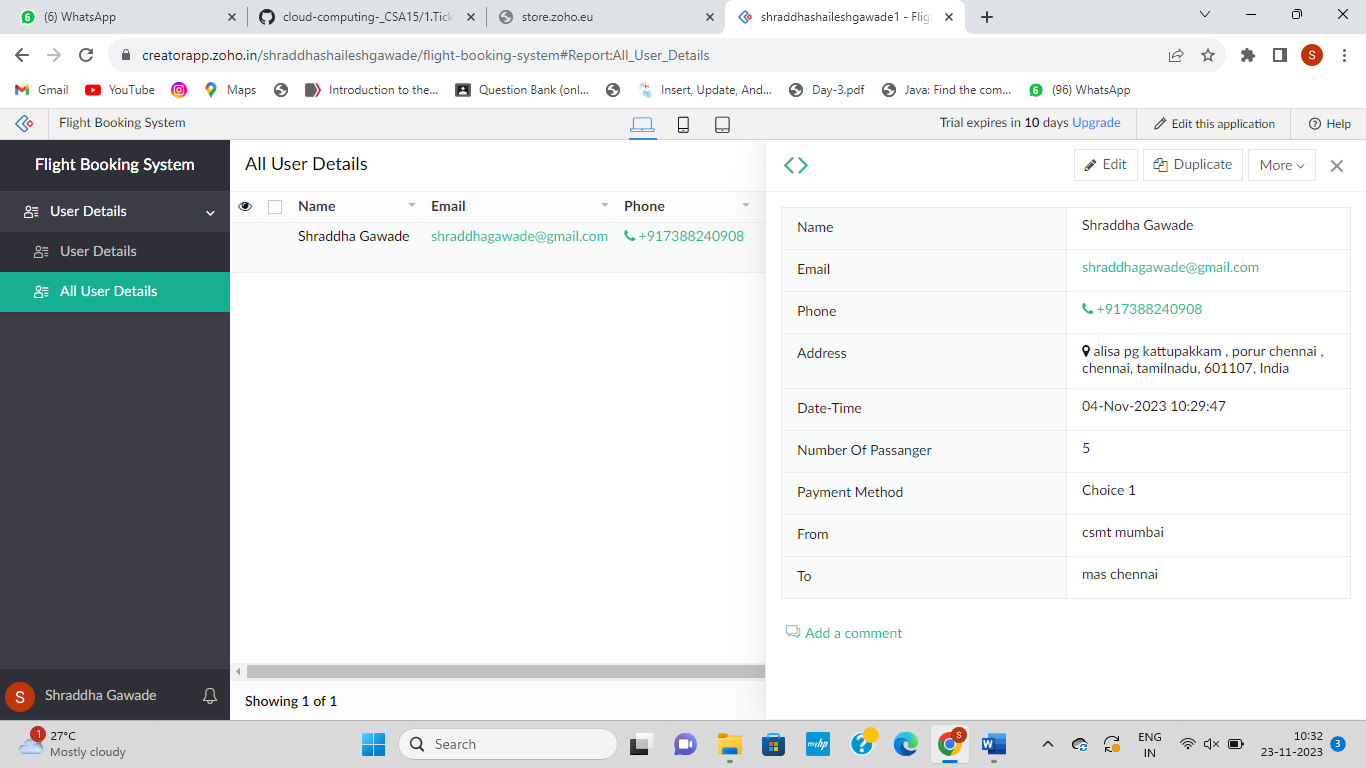 (6) WhatsApp
cloud-computing-_CSA15/1.Tick
store.zoho.eu
shraddhashaileshgawade1 - Flig
creatorapp.zoho.in/shraddhashaileshgawade/flight-booking-system#Report:All_User_Details
S
Gmail
YouTube
Maps
Introduction to the...
Question Bank (onl...
Insert, Update, And...
Day-3.pdf
Java: Find the com...
(96) WhatsApp
Flight Booking System
Trial expires in 10 days Upgrade
Edit this application
Help
Flight Booking System
User Details
User Details
All User Details
Shraddha Gawade
S
All User Details
Name Email Phone
Shraddha Gawade shraddhagawade@gmail.com +917388240908
Showing 1 of 1
Edit
Duplicate
More
Name Shraddha Gawade
Email shraddhagawade@gmail.com
Phone +917388240908
Address alisa pg kattupakkam , porur chennai ,
chennai, tamilnadu, 601107, India
Date-Time 04-Nov-2023 10:29:47
Number Of Passanger 5
Payment Method Choice 1
From csmt mumbai
To mas chennai
Add a comment
1
27°C
Mostly cloudy
Search
myhp
S
ENG
IN
10:32
23-11-2023
3